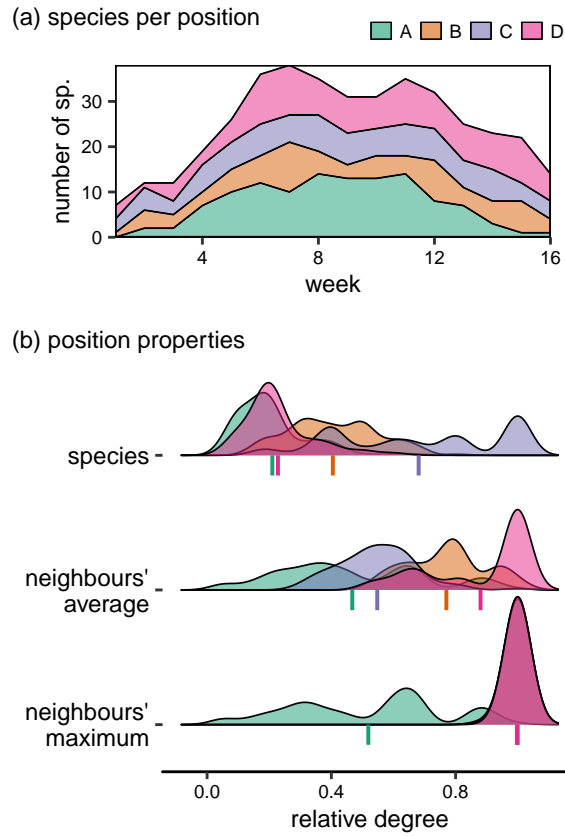 (a) species per position
A B C D
number of sp.
30
20
10
0
4 8 12 16
week
(b) position properties
species
neighbours'
average
neighbours'
maximum
0.0 0.4 0.8
relative degree